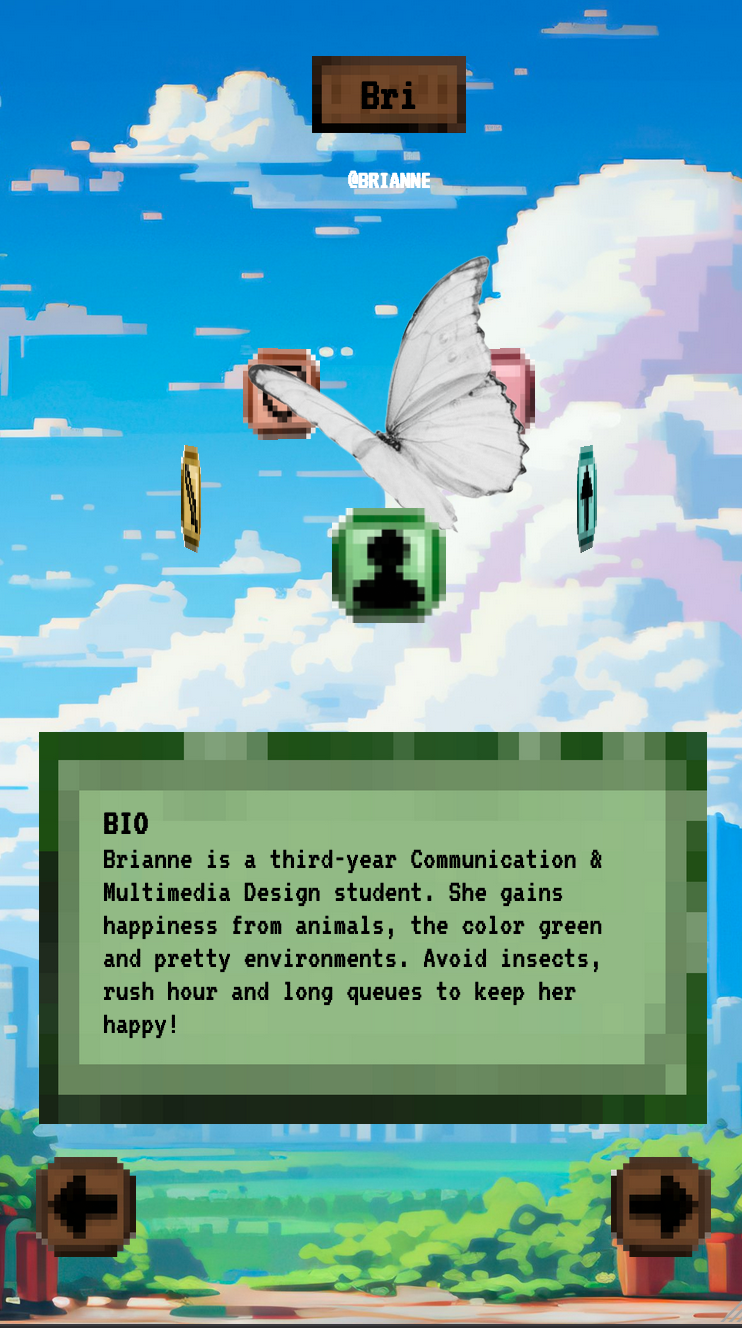 Bri
@BRIANNE
BIO
Brianne is a third-year Communication &
Multimedia Design student. She gains
happiness from animals, the color green
and pretty environments. Avoid insects,
rush hour and long queues to keep her
happy!